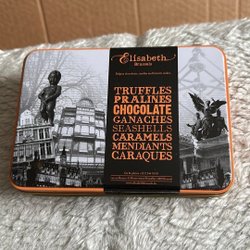 Elisabeth
TRUFFLES
PRALINES
CHOCOLATE
GANACHES
SEASHELLS
CARAMELS
MENDIANTS
CARAQUES